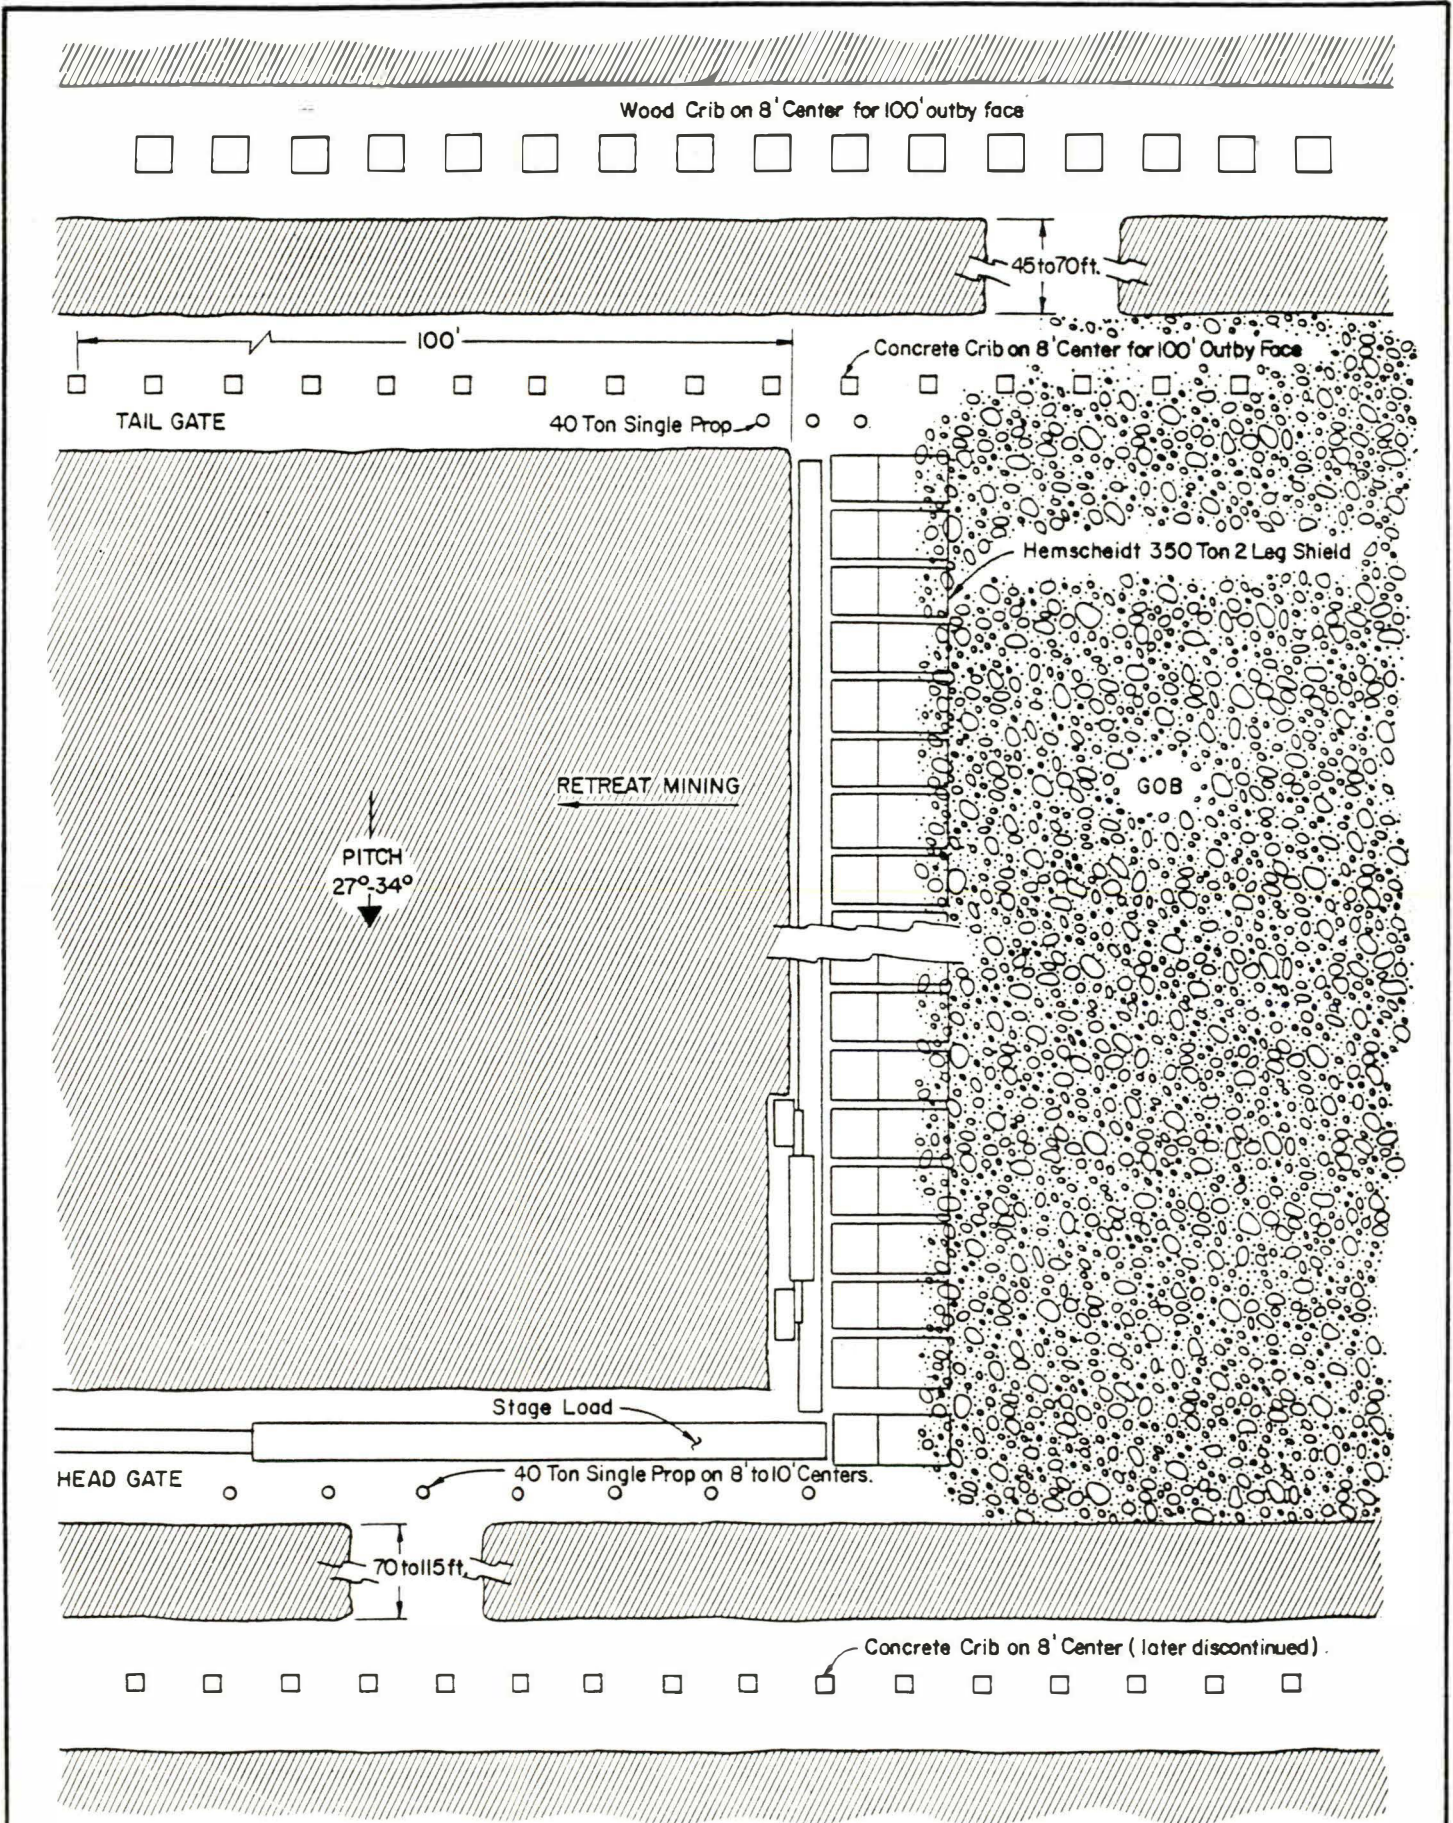 Wood Crib on 8' Center for 100' outby face
45 to 70 ft.
100'
Concrete Crib on 8' Center for 100' Outby Face
TAIL GATE
40 Ton Single Prop
Hemscheidt 350 Ton 2 Leg Shield
RETREAT MINING
GOB
PITCH
27°-34°
Stage Load
HEAD GATE
40 Ton Single Prop on 8' to 10' Centers.
70 to 115 ft.
Concrete Crib on 8' Center ( later discontinued ) .